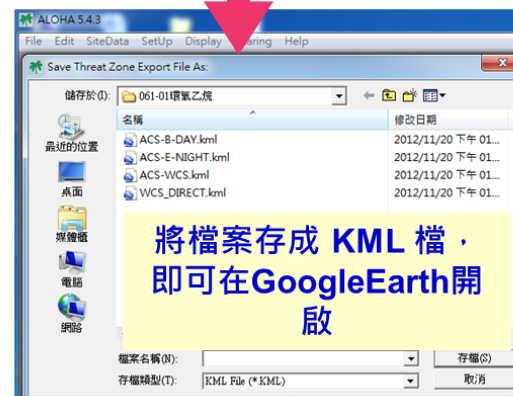 ALOHA 5.4.3
File Edit SiteData SetUp Display Sharing Help
Save Threat Zone Export File As:
儲存於(I): 061-01環氧乙烷
名稱 修改日期
ACS-B-DAY.kml 2012/11/20 下午 01...
ACS-E-NIGHT.kml 2012/11/20 下午 01...
ACS-WCS.kml 2012/11/20 下午 01...
WCS_DIRECT.kml 2012/11/20 下午 01...
最近的位置
桌面
媒體櫃
電腦
網路
將檔案存成 KML 檔，
即可在GoogleEarth開
啟
檔案名稱(N): 存檔(S)
存檔類型(T): KML File (*.KML) 取消